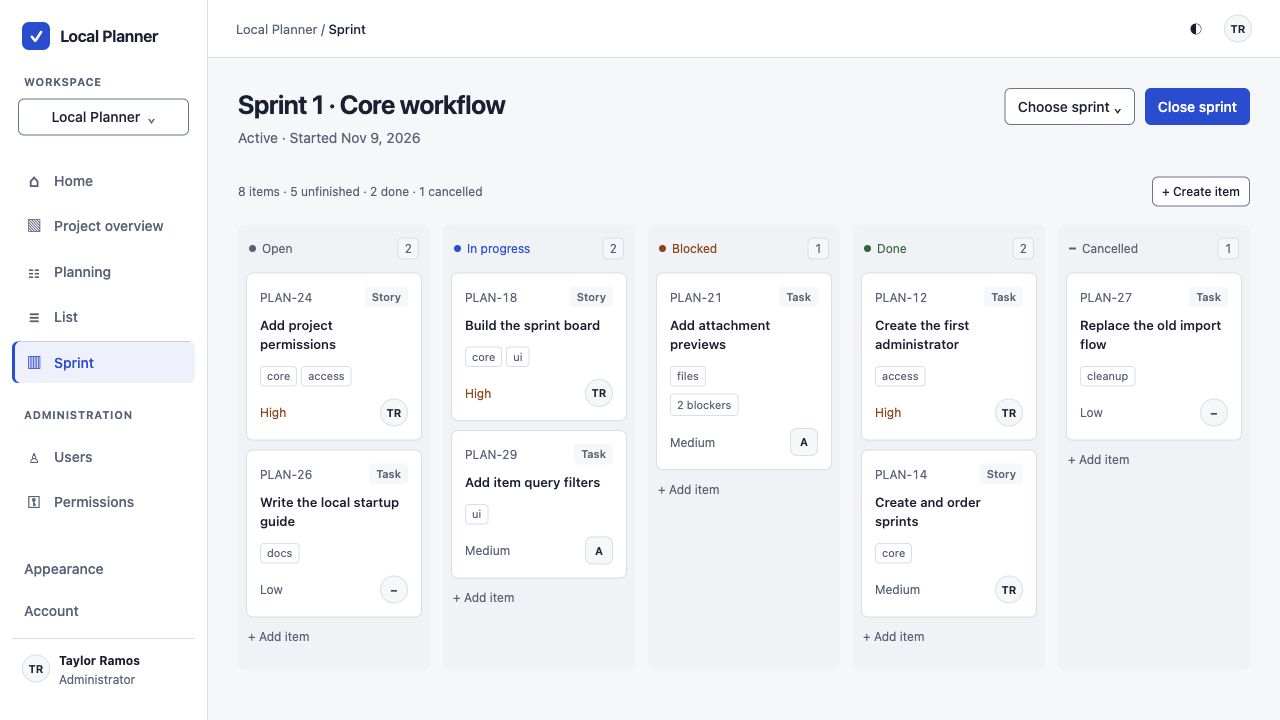 Local Planner
WORKSPACE
Local Planner
Home
Project overview
Planning
List
Sprint
ADMINISTRATION
Users
Permissions
Appearance
Account
TR
Taylor Ramos
Administrator
Local Planner / Sprint
TR
Sprint 1 · Core workflow
Active · Started Nov 9, 2026
Choose sprint
Close sprint
8 items · 5 unfinished · 2 done · 1 cancelled
+ Create item
Open 2
PLAN-24 Story
Add project
permissions
core access
High TR
PLAN-26 Task
Write the local startup
guide
docs
Low –
+ Add item
In progress 2
PLAN-18 Story
Build the sprint board
core ui
High TR
PLAN-29 Task
Add item query filters
ui
Medium A
+ Add item
Blocked 1
PLAN-21 Task
Add attachment
previews
files
2 blockers
Medium A
+ Add item
Done 2
PLAN-12 Task
Create the first
administrator
access
High TR
PLAN-14 Story
Create and order
sprints
core
Medium TR
+ Add item
Cancelled 1
PLAN-27 Task
Replace the old import
flow
cleanup
Low –
+ Add item